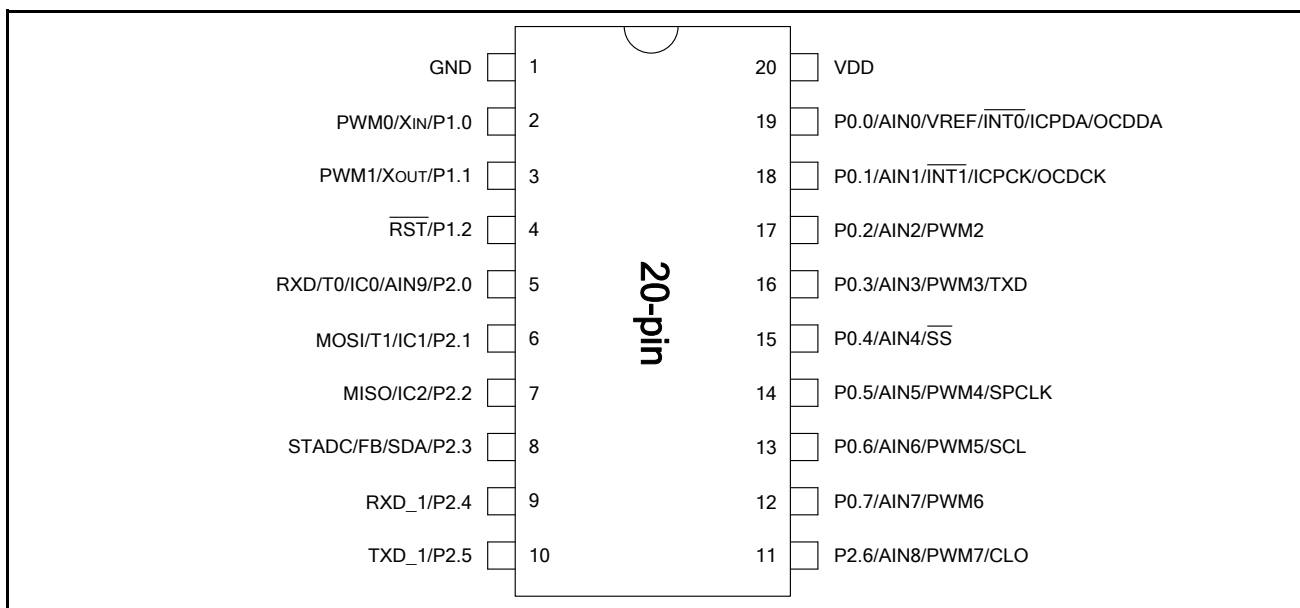 GND 1 20 VDD
PWM0/XIN/P1.0 2 19 P0.0/AIN0/VREF/INT0/ICPDA/OCDDA
PWM1/XOUT/P1.1 3 18 P0.1/AIN1/INT1/ICPCK/OCDCK
RST/P1.2 4 17 P0.2/AIN2/PWM2
RXD/T0/IC0/AIN9/P2.0 5 16 P0.3/AIN3/PWM3/TXD
MOSI/T1/IC1/P2.1 6 15 P0.4/AIN4/SS
MISO/IC2/P2.2 7 14 P0.5/AIN5/PWM4/SPCLK
STADC/FB/SDA/P2.3 8 13 P0.6/AIN6/PWM5/SCL
RXD_1/P2.4 9 12 P0.7/AIN7/PWM6
TXD_1/P2.5 10 11 P2.6/AIN8/PWM7/CLO
20-pin